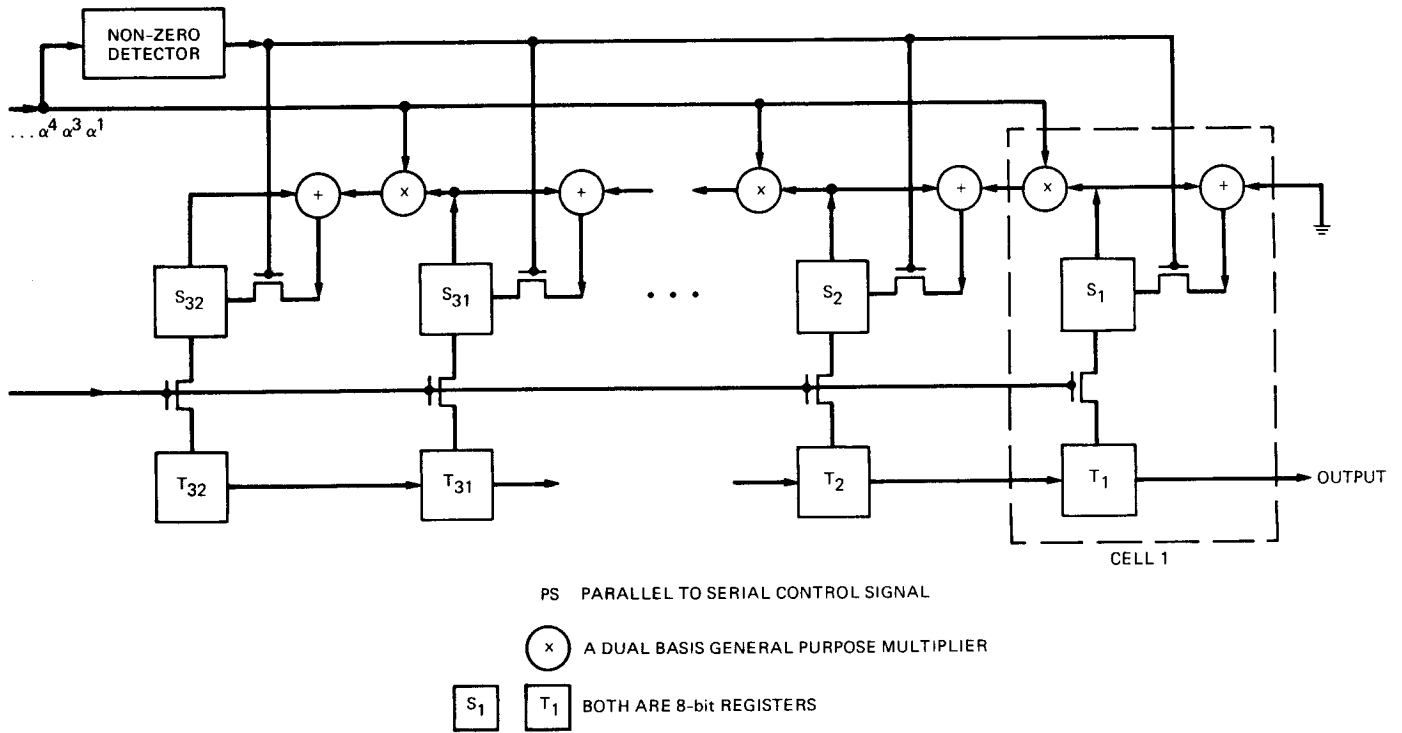 NON-ZERO
DETECTOR
...α⁴ α³ α¹
+
×
+
×
+
×
+
S₃₂
S₃₁
. . .
S₂
S₁
T₃₂
T₃₁
T₂
T₁
OUTPUT
CELL 1
PS PARALLEL TO SERIAL CONTROL SIGNAL
× A DUAL BASIS GENERAL PURPOSE MULTIPLIER
S₁ T₁ BOTH ARE 8-bit REGISTERS